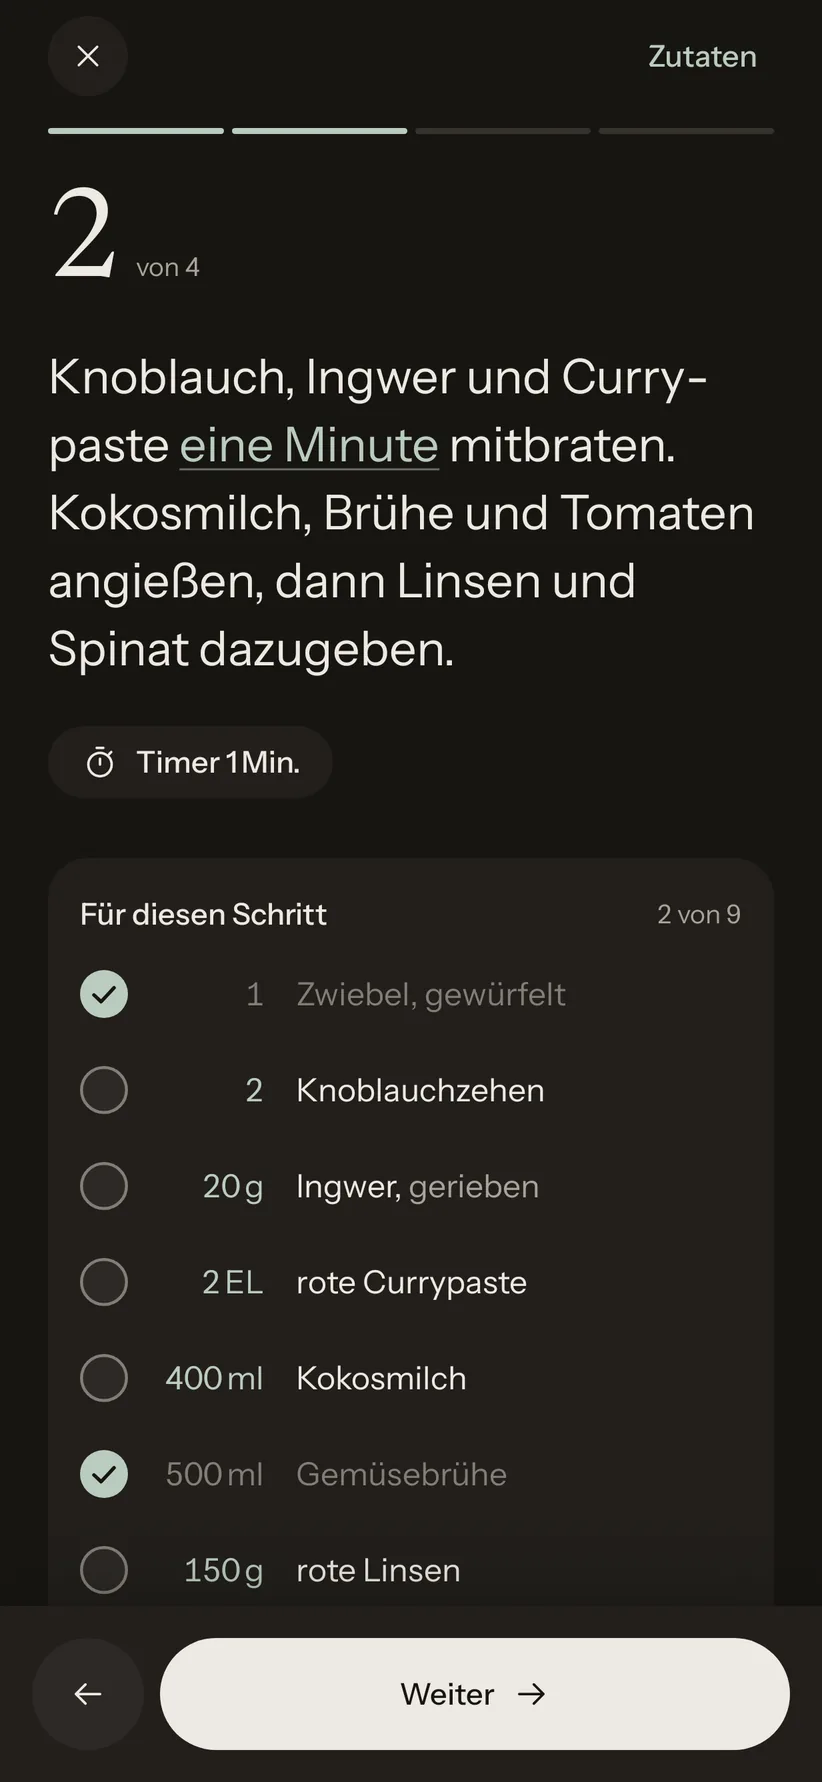 Zutaten
2 von 4
Knoblauch, Ingwer und Curry-
paste eine Minute mitbraten.
Kokosmilch, Brühe und Tomaten
angießen, dann Linsen und
Spinat dazugeben.
Timer 1 Min.
Für diesen Schritt 2 von 9
1 Zwiebel, gewürfelt
2 Knoblauchzehen
20 g Ingwer, gerieben
2 EL rote Currypaste
400 ml Kokosmilch
500 ml Gemüsebrühe
150 g rote Linsen
Weiter